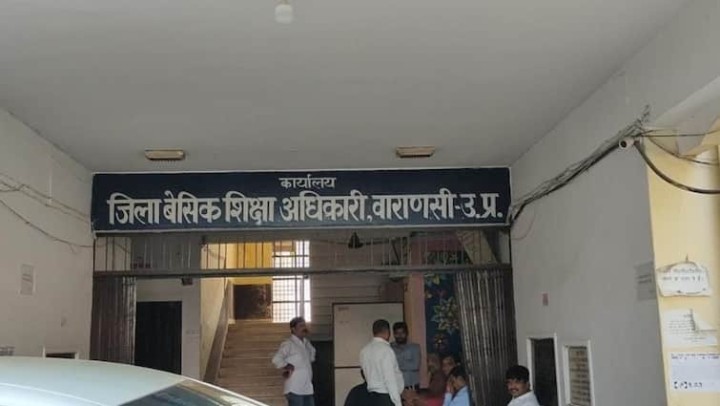 कार्यालय
जिला बेसिक शिक्षा अधिकारी, वाराणसी-उ.प्र.